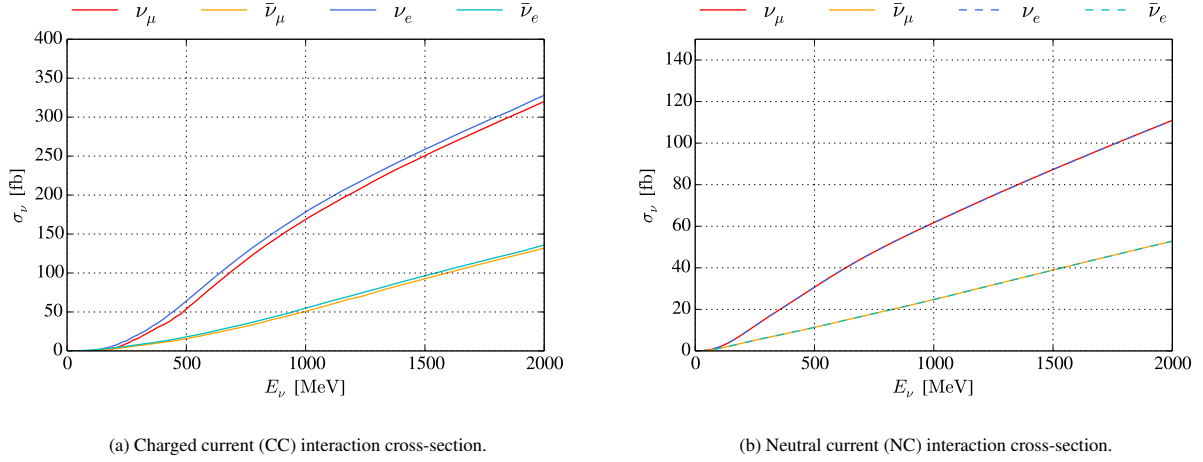 ν_μ ν̄_μ ν_e ν̄_e
400
350
300
250
200
150
100
50
0
σ_ν [fb]
0 500 1000 1500 2000
E_ν [MeV]
(a) Charged current (CC) interaction cross-section.
ν_μ ν̄_μ ν_e ν̄_e
140
120
100
80
60
40
20
0
σ_ν [fb]
0 500 1000 1500 2000
E_ν [MeV]
(b) Neutral current (NC) interaction cross-section.